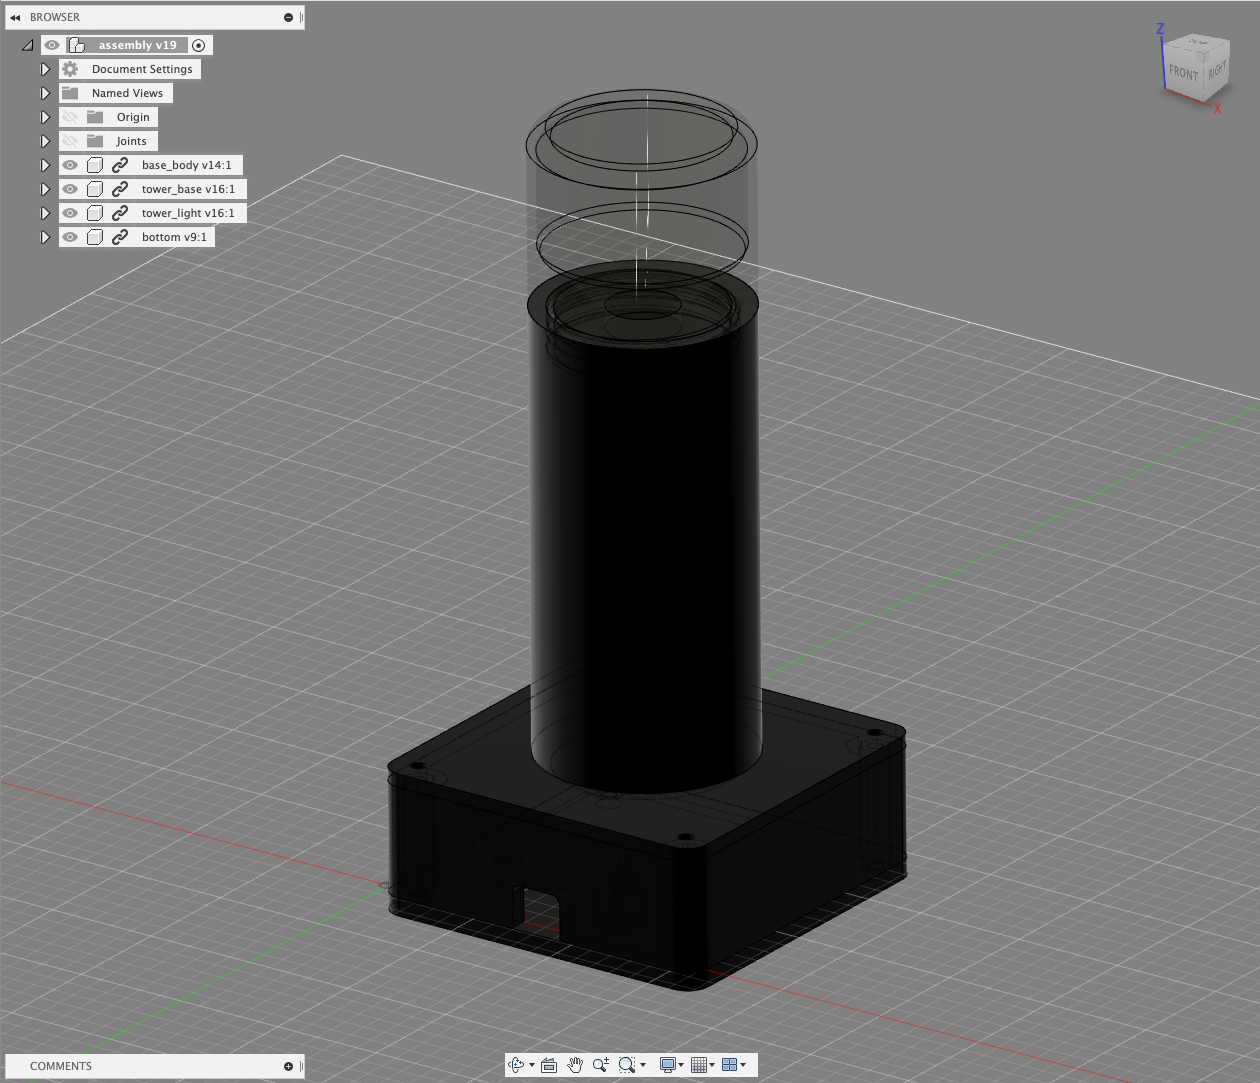 BROWSER
assembly v19
Document Settings
Named Views
Origin
Joints
base_body v14:1
tower_base v16:1
tower_light v16:1
bottom v9:1
Z
FRONT
RIGHT
X
COMMENTS